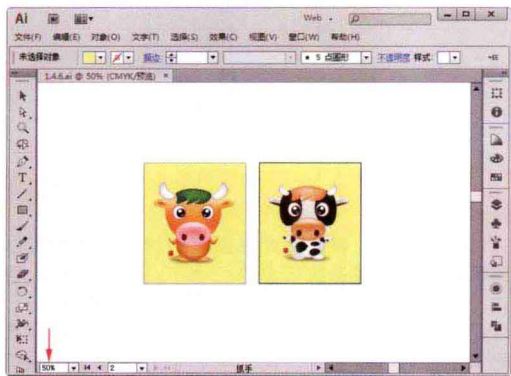 Ai Br Web
文件(F) 编辑(E) 对象(O) 文字(T) 选择(S) 效果(C) 视图(V) 窗口(W) 帮助(H)
未选择对象 描边: 5 点圆形 不透明度 样式:
1.4.6.ai @ 50% (CMYK/预览) ×
T
50% 2 抓手